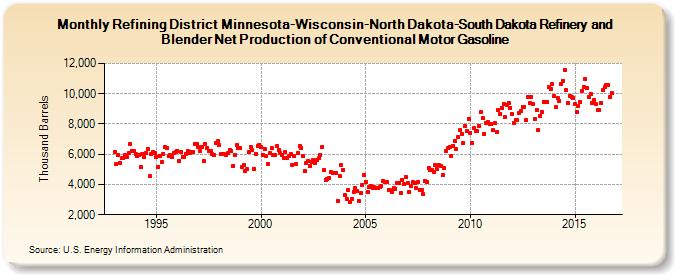 Monthly Refining District Minnesota-Wisconsin-North Dakota-South Dakota Refinery and
Blender Net Production of Conventional Motor Gasoline
Thousand Barrels
12,000
10,000
8,000
6,000
4,000
2,000
1995
2000
2005
2010
2015
Source: U.S. Energy Information Administration